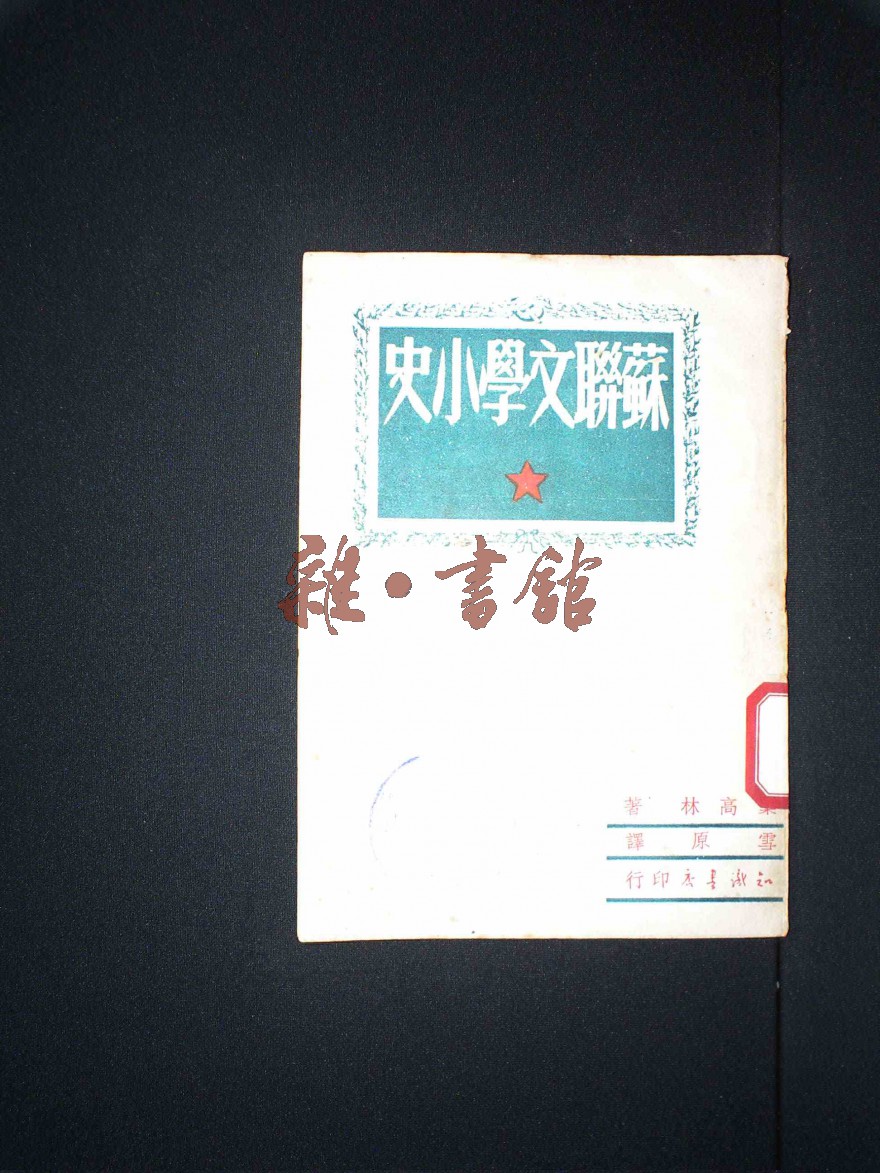 蘇聯文學小史
雜·書館
高林著
雪原譯
知識書店印行